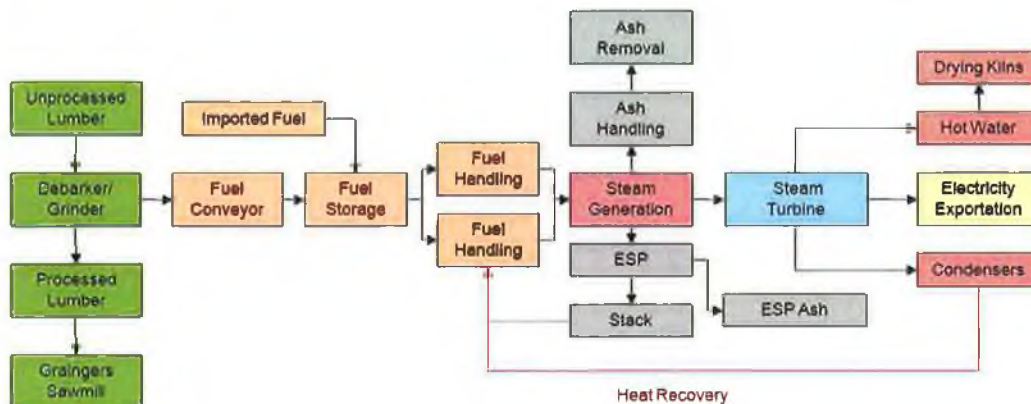 Ash
Removal
Drying Kilns
Unprocessed
Lumber
Imported Fuel
Ash
Handling
Hot Water
Fuel
Handling
Debarker/
Grinder
Fuel
Conveyor
Fuel
Storage
Steam
Generation
Steam
Turbine
Electricity
Exportation
Fuel
Handling
ESP
Condensers
Processed
Lumber
ESP Ash
Stack
Graingers
Sawmill
Heat Recovery